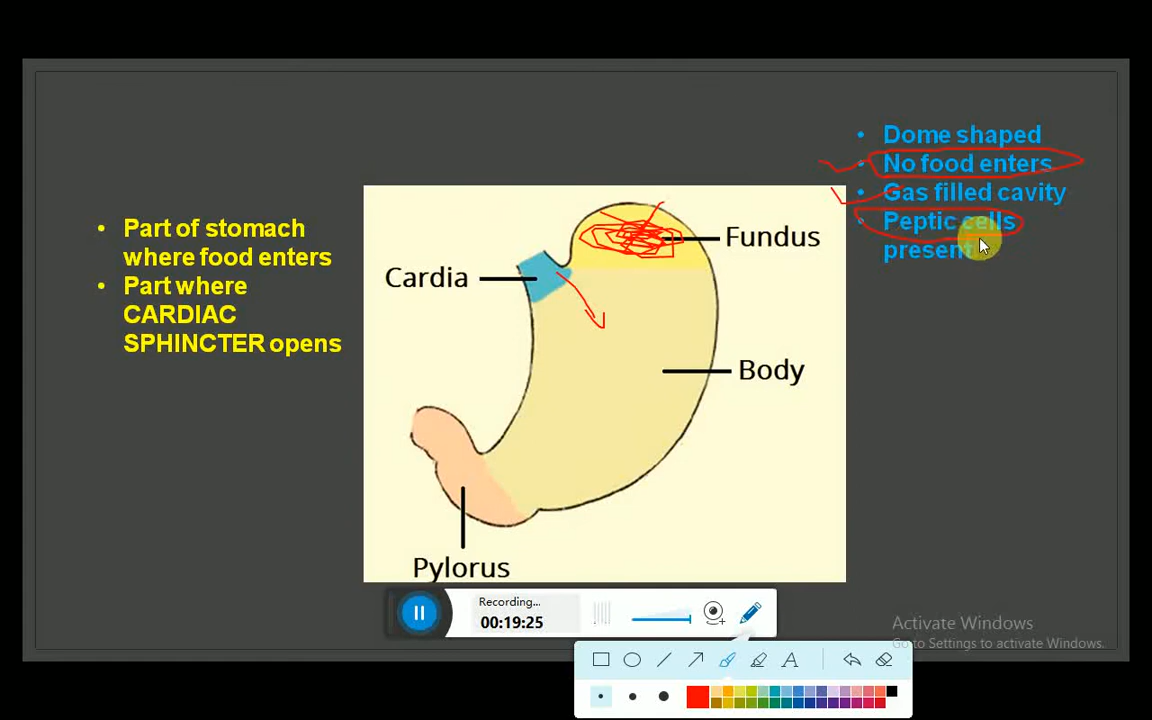 Part of stomach
where food enters
Part where
CARDIAC
SPHINCTER opens
Dome shaped
No food enters
Gas filled cavity
Peptic cells
present
Fundus
Cardia
Body
Pylorus
Recording...
00:19:25
Activate Windows
Go to Settings to activate Windows.
A